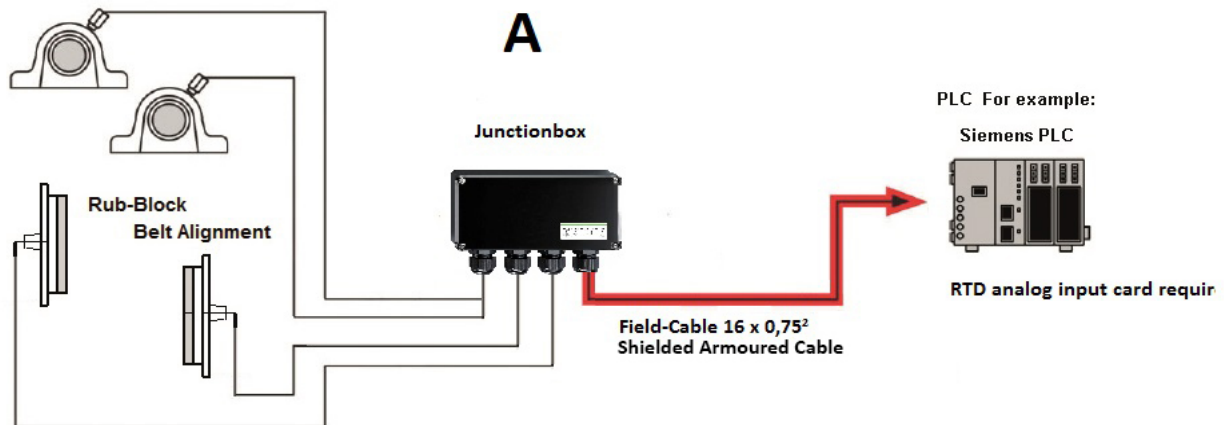 A
PLC For example:
Siemens PLC
Junctionbox
Rub-Block
Belt Alignment
RTD analog input card requir
Field-Cable 16 x 0,75²
Shielded Armoured Cable